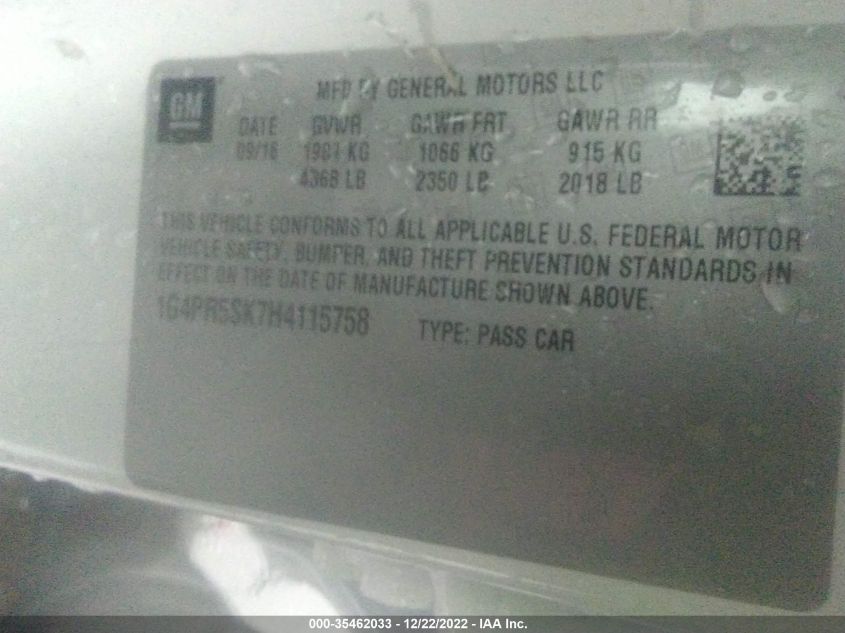 GM
MFD BY GENERAL MOTORS LLC
DATE GVWR GAWR FRT GAWR RR
09/16 1981 KG 1066 KG 915 KG
4368 LB 2350 LB 2018 LB
THIS VEHICLE CONFORMS TO ALL APPLICABLE U.S. FEDERAL MOTOR
VEHICLE SAFETY, BUMPER, AND THEFT PREVENTION STANDARDS IN
EFFECT ON THE DATE OF MANUFACTURE SHOWN ABOVE.
1G4PR5SK7H4115758 TYPE: PASS CAR
000-35462033 - 12/22/2022 - IAA Inc.